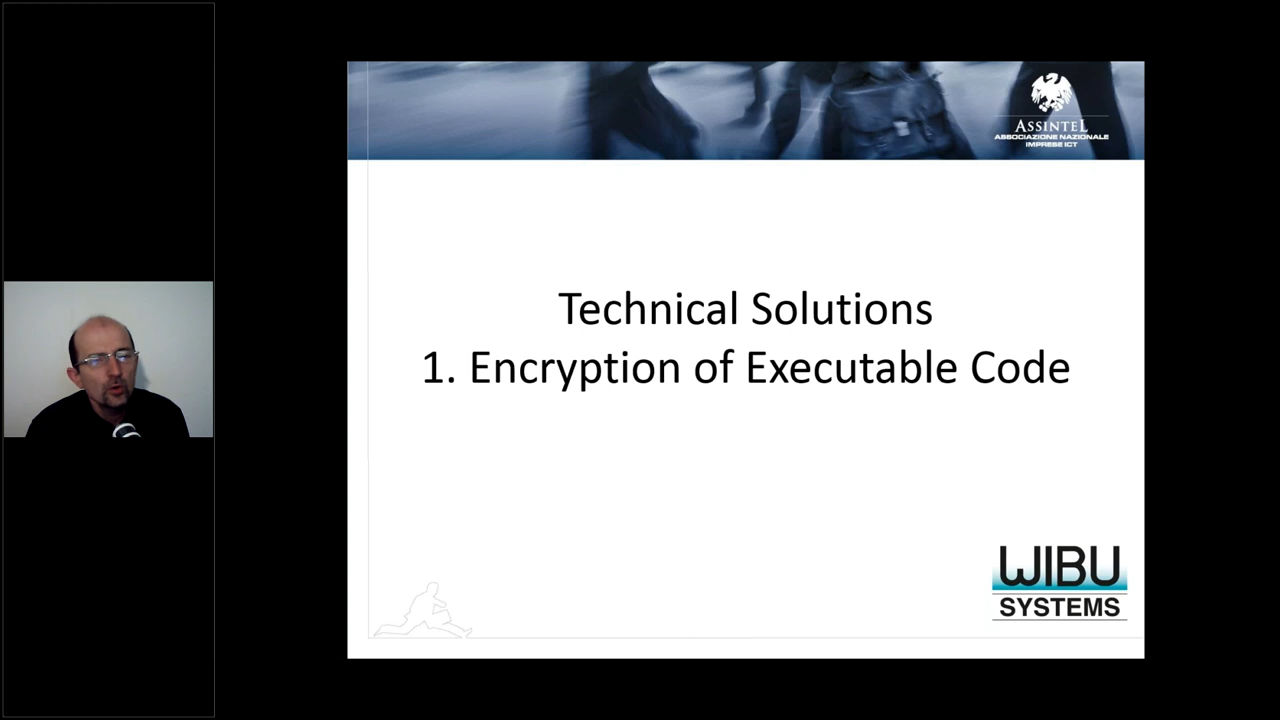 ASSINTEL
ASSOCIAZIONE NAZIONALE
IMPRESE ICT
Technical Solutions
1. Encryption of Executable Code
WIBU
SYSTEMS